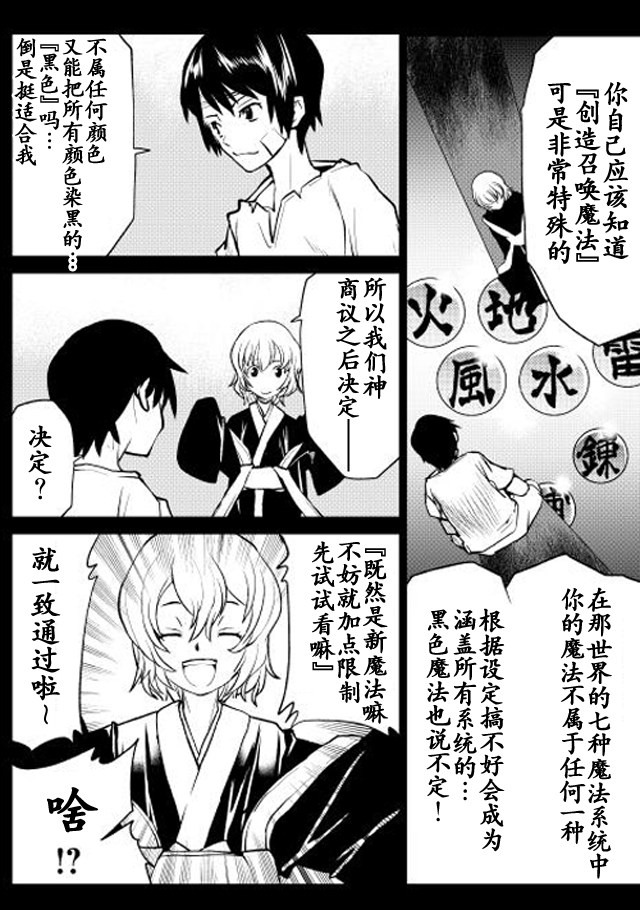 你自己应该知道
『创造召唤魔法』
可是非常特殊的
火
地
雷
風
水
錬
在那世界的七种魔法系统中
你的魔法不属于任何一种
根据设定搞不好会成为
涵盖所有系统的…
黑色魔法也说不定！
不属任何颜色
又能把所有颜色染黑的…
『黑色』吗…
倒是挺适合我
所以我们神
商议之后决定——
决定？
『既然是新魔法嘛
不妨就加点限制
先试试看嘛』
就一致通过啦～
啥!?